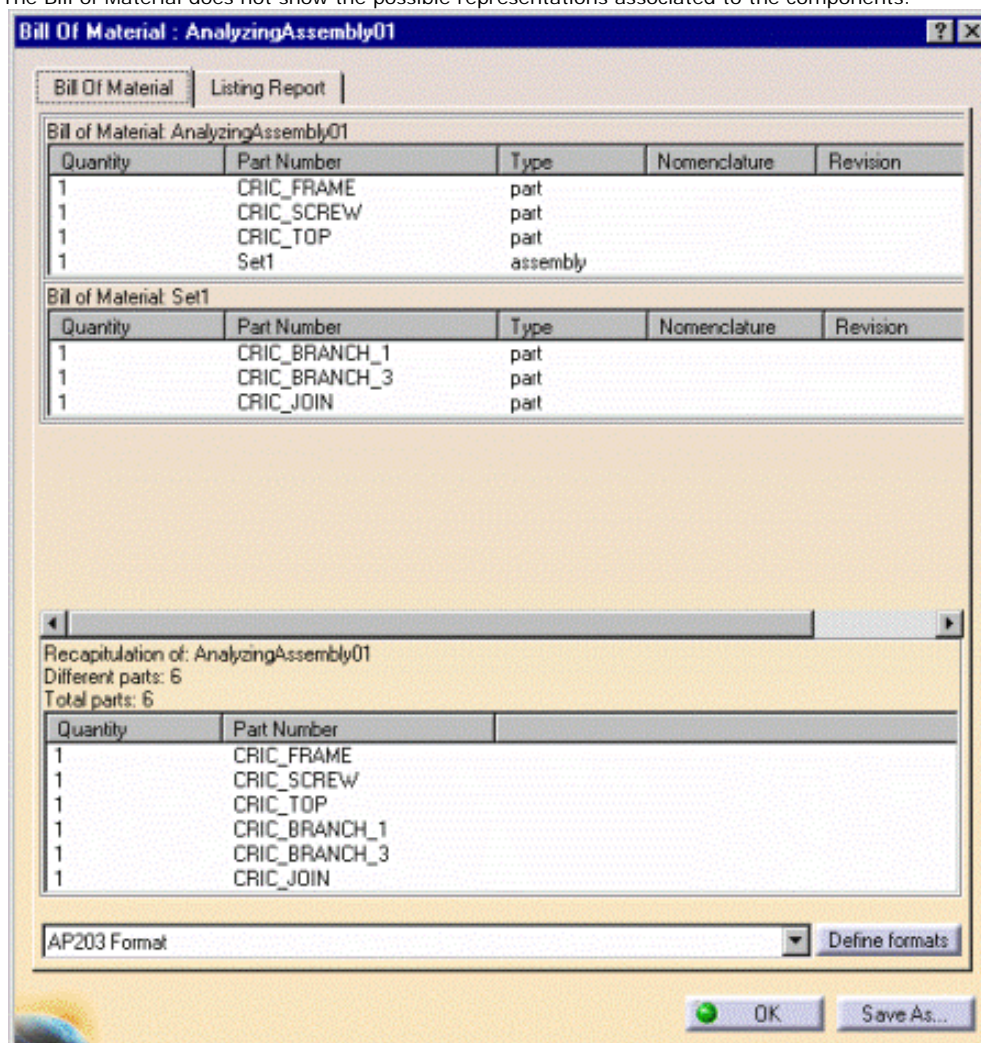 The Bill of Material does not show the possible representations associated to the components.
Bill Of Material : AnalyzingAssembly01
Bill Of Material Listing Report
Bill of Material: AnalyzingAssembly01
Quantity Part Number Type Nomenclature Revision
1 CRIC_FRAME part
1 CRIC_SCREW part
1 CRIC_TOP part
1 Set1 assembly
Bill of Material: Set1
Quantity Part Number Type Nomenclature Revision
1 CRIC_BRANCH_1 part
1 CRIC_BRANCH_3 part
1 CRIC_JOIN part
Recapitulation of: AnalyzingAssembly01
Different parts: 6
Total parts: 6
Quantity Part Number
1 CRIC_FRAME
1 CRIC_SCREW
1 CRIC_TOP
1 CRIC_BRANCH_1
1 CRIC_BRANCH_3
1 CRIC_JOIN
AP203 Format Define formats
OK Save As...